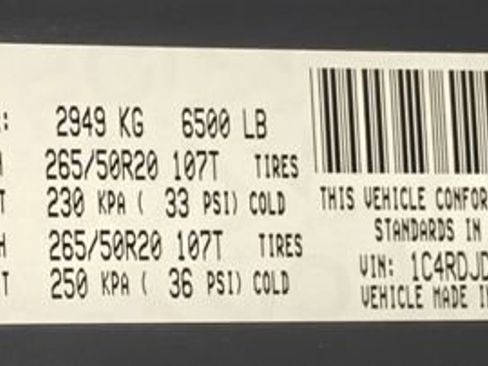 : 2949 KG 6500 LB
265/50R20 107T TIRES
T 230 KPA ( 33 PSI) COLD
H 265/50R20 107T TIRES
T 250 KPA ( 36 PSI) COLD
THIS VEHICLE CONFOR
STANDARDS IN
VIN: 1C4RDJD
VEHICLE MADE I